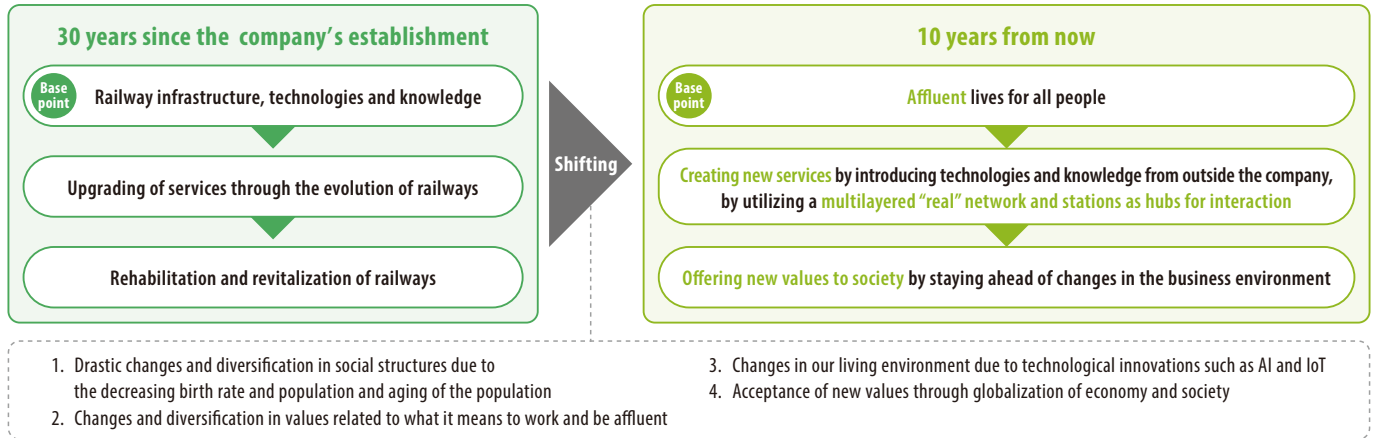 30 years since the company’s establishment
Base
point
Railway infrastructure, technologies and knowledge
Upgrading of services through the evolution of railways
Rehabilitation and revitalization of railways
Shifting
10 years from now
Base
point
Affluent lives for all people
Creating new services by introducing technologies and knowledge from outside the company,
by utilizing a multilayered “real” network and stations as hubs for interaction
Offering new values to society by staying ahead of changes in the business environment
1. Drastic changes and diversification in social structures due to
the decreasing birth rate and population and aging of the population
2. Changes and diversification in values related to what it means to work and be affluent
3. Changes in our living environment due to technological innovations such as AI and IoT
4. Acceptance of new values through globalization of economy and society